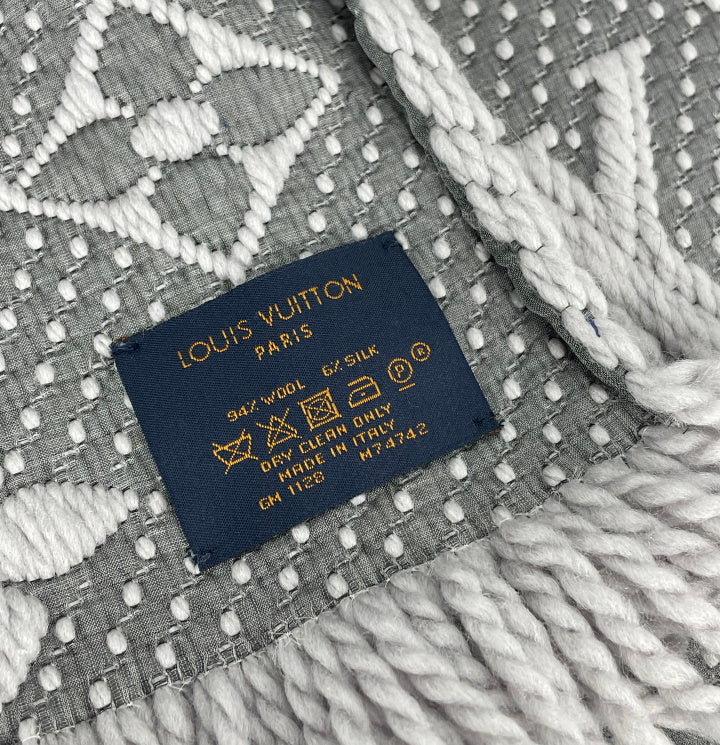 LOUIS VUITTON
PARIS
94% WOOL 6% SILK
P R
DRY CLEAN ONLY
MADE IN ITALY
GM 1128 M74742